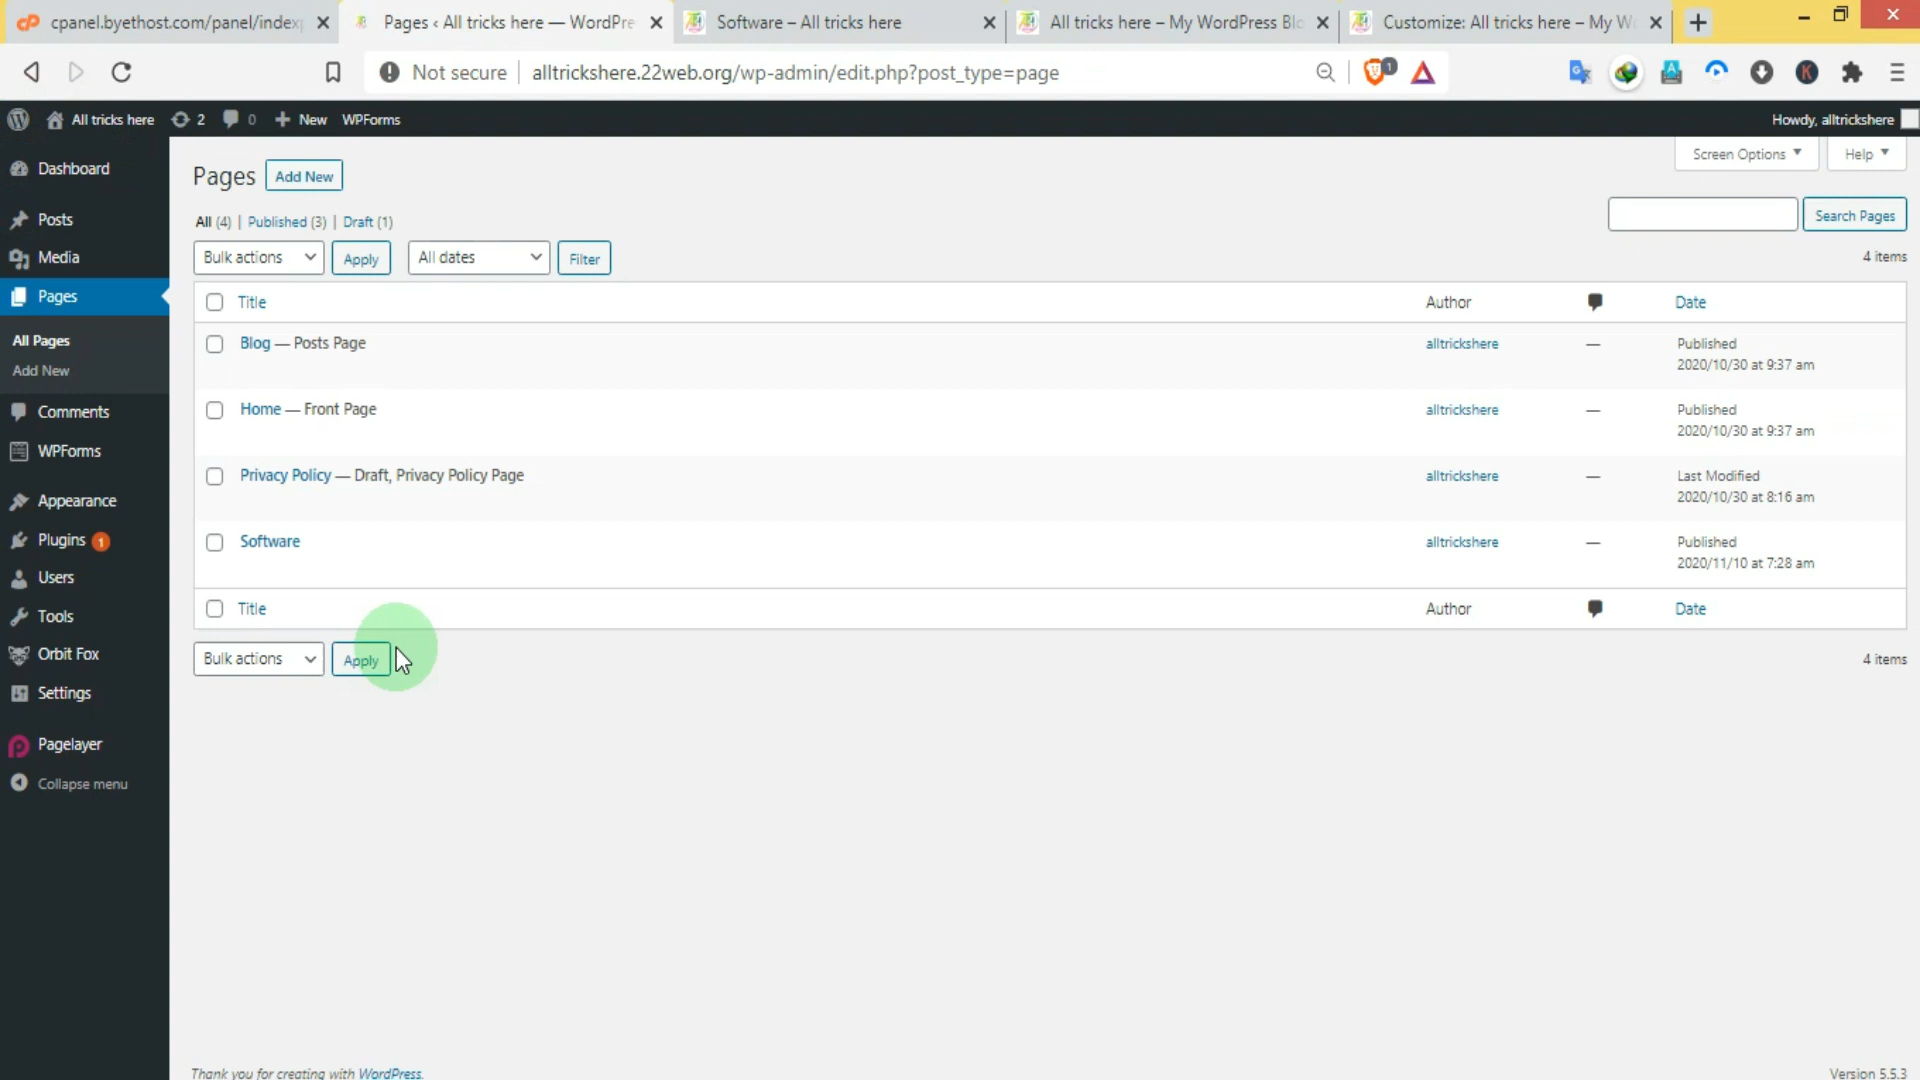 cpanel.byethost.com/panel/index
Pages ‹ All tricks here — WordPre
Software – All tricks here
All tricks here – My WordPress Blo
Customize: All tricks here – My W
Not secure
alltrickshere.22web.org/wp-admin/edit.php?post_type=page
1
All tricks here
2
0
New
WPForms
Howdy, alltrickshere
Dashboard
Posts
Media
Pages
All Pages
Add New
Comments
WPForms
Appearance
Plugins 1
Users
Tools
Orbit Fox
Settings
Pagelayer
Collapse menu
Screen Options
Help
Pages
Add New
All (4) | Published (3) | Draft (1)
Search Pages
Bulk actions
Apply
All dates
Filter
4 items
Title
Author
Date
Blog — Posts Page
alltrickshere
—
Published
2020/10/30 at 9:37 am
Home — Front Page
alltrickshere
—
Published
2020/10/30 at 9:37 am
Privacy Policy — Draft, Privacy Policy Page
alltrickshere
—
Last Modified
2020/10/30 at 8:16 am
Software
alltrickshere
—
Published
2020/11/10 at 7:28 am
Title
Author
Date
Bulk actions
Apply
4 items
Thank you for creating with WordPress.
Version 5.5.3